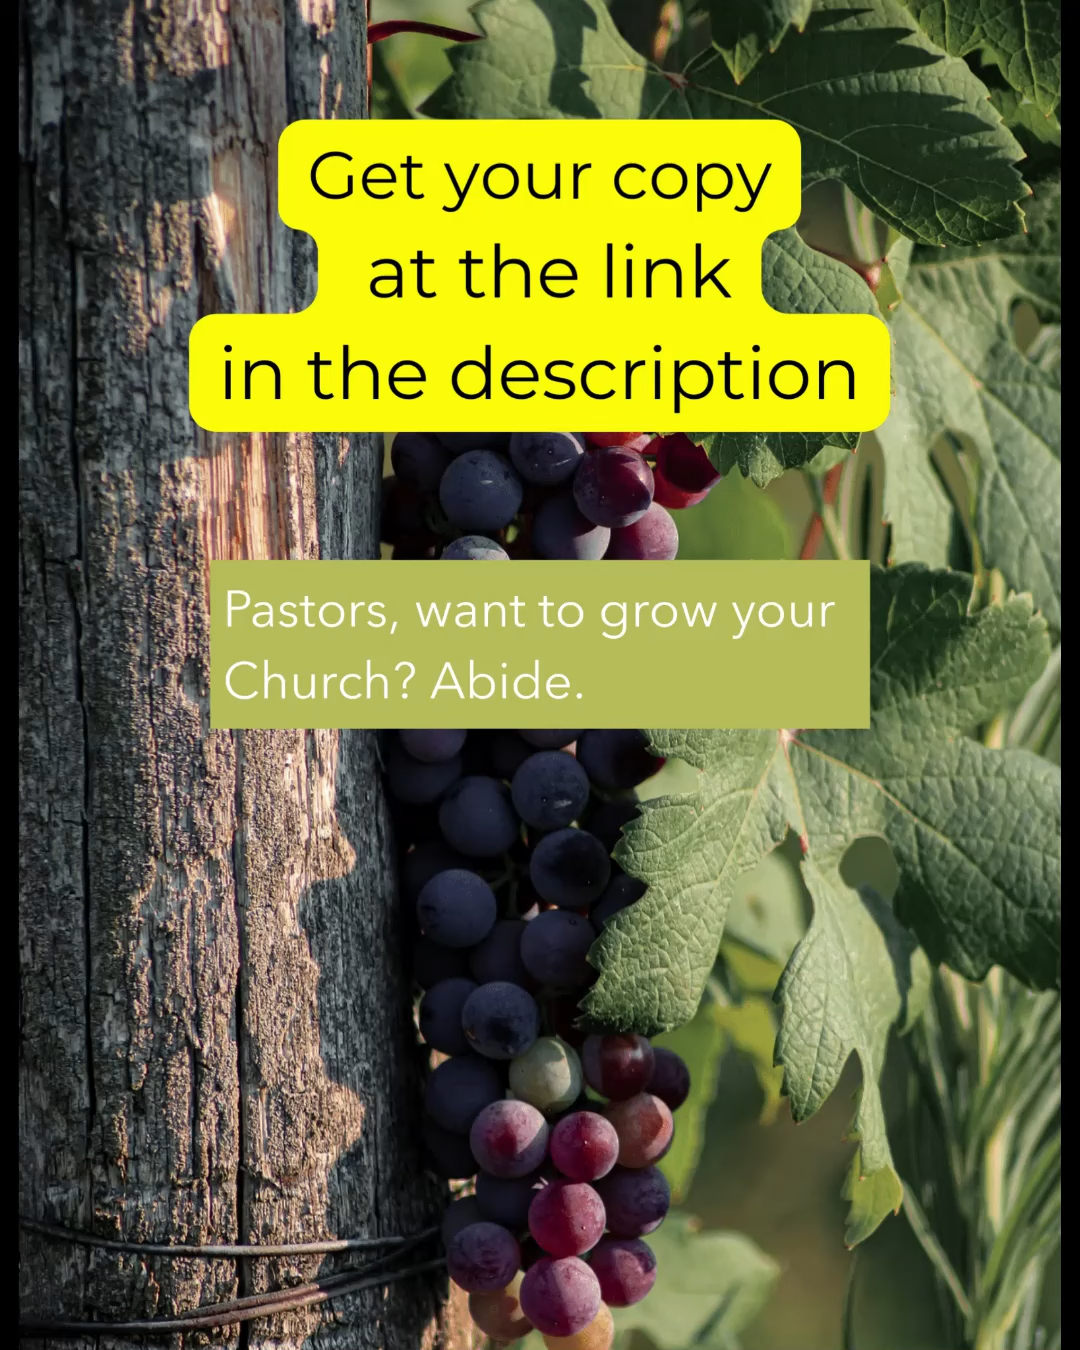 Get your copy
at the link
in the description
Pastors, want to grow your
Church? Abide.